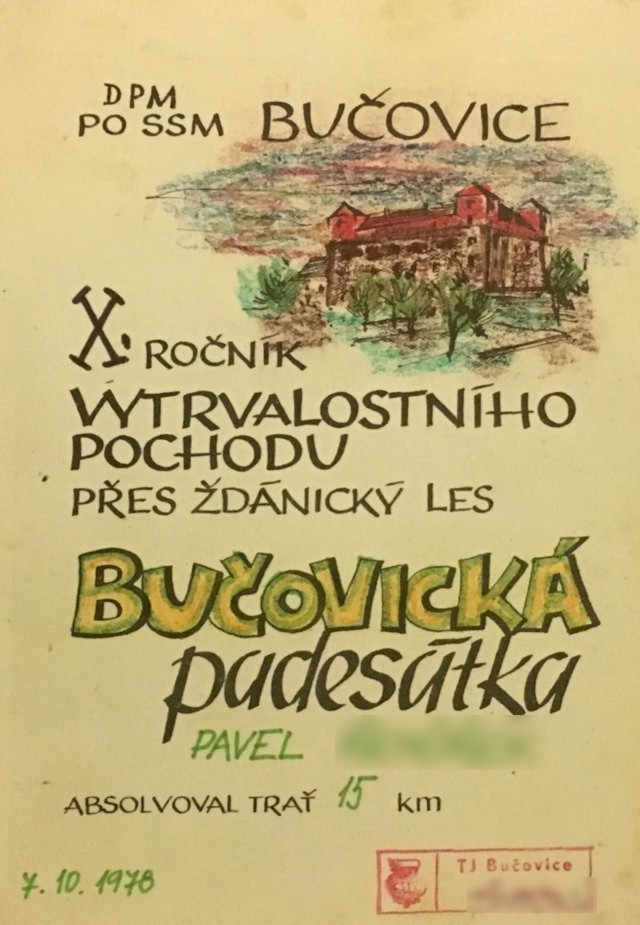 DPM
PO SSM BUČOVICE
X. ROČNÍK
VYTRVALOSTNÍHO
POCHODU
PŘES ŽDÁNICKÝ LES
BUČOVICKÁ
padesátka
PAVEL
ABSOLVOVAL TRAŤ 15 km
7. 10. 1978
TJ Bučovice